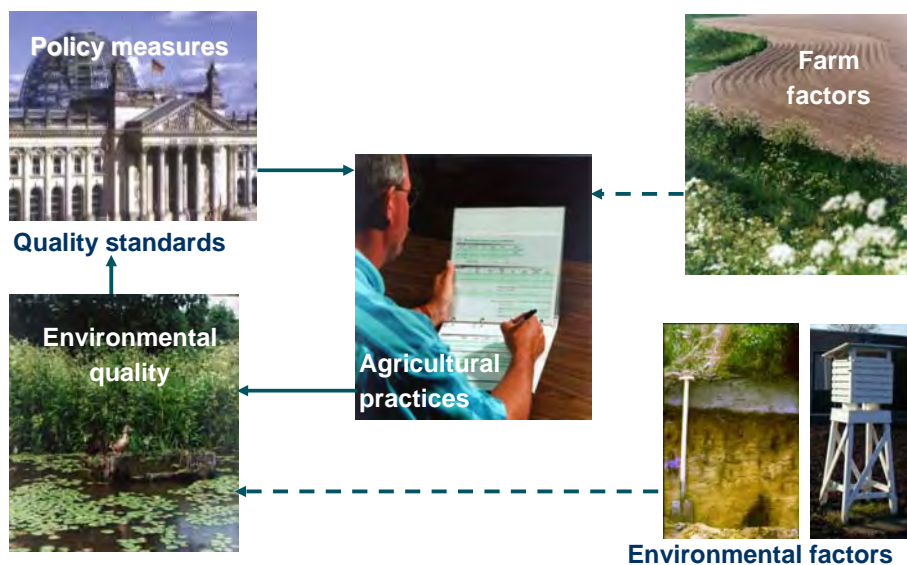 Policy measures
Farm
factors
Quality standards
Environmental
quality
Agricultural
practices
Environmental factors